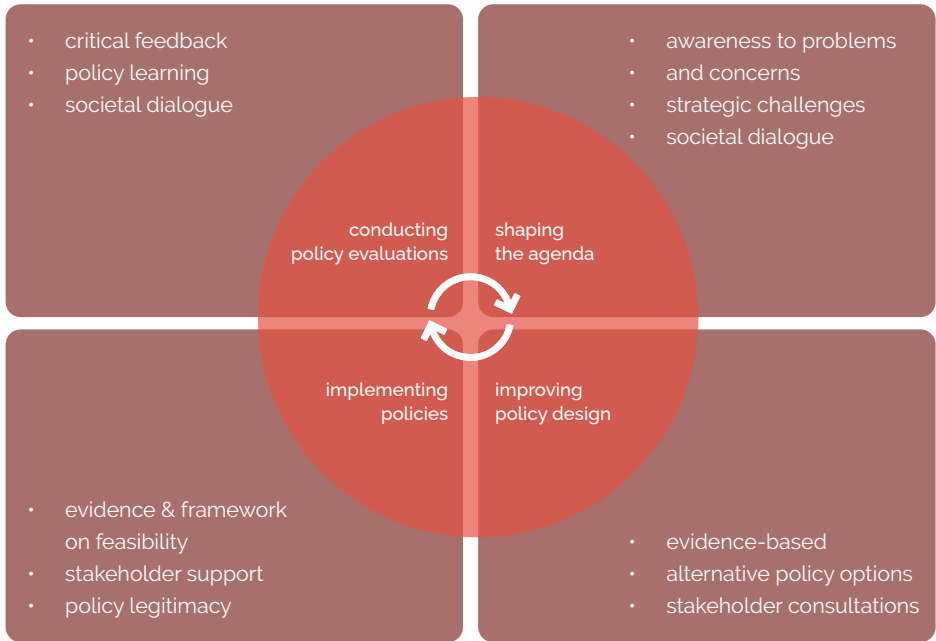 • critical feedback
• policy learning
• societal dialogue
• awareness to problems
• and concerns
• strategic challenges
• societal dialogue
conducting
policy evaluations
shaping
the agenda
implementing
policies
improving
policy design
• evidence & framework
on feasibility
• stakeholder support
• policy legitimacy
• evidence-based
• alternative policy options
• stakeholder consultations